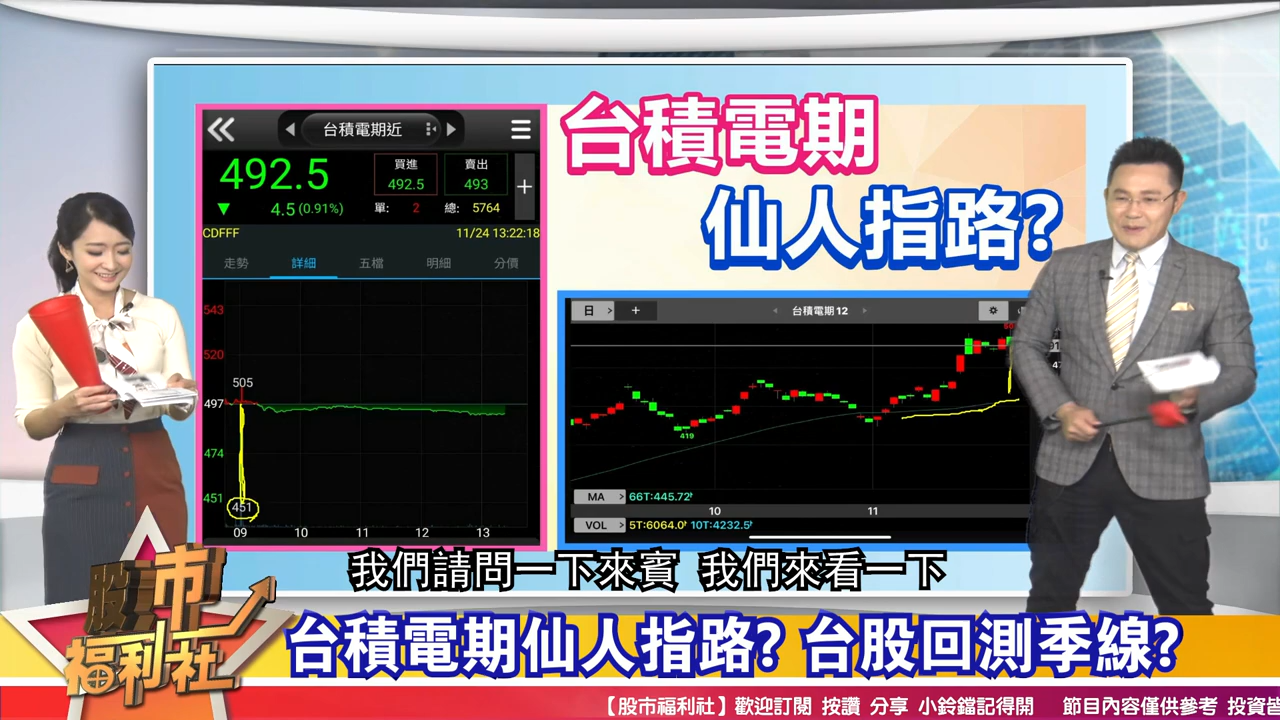 台積電期
仙人指路?
台積電期近
492.5
4.5(0.91%)
買進
492.5
賣出
493
+
單: 2 總: 5764
CDFFF
11/24 13:22:18
走勢 詳細 五檔 明細 分價
543
520
505
497
474
451
451
09 10 11 12 13
日 +
台積電期12
419
MA 66T:445.72
10 11
VOL 5T:6064.0 10T:4232.5
我們請問一下來賓 我們來看一下
股市
福利社
台積電期仙人指路? 台股回測季線?
【股市福利社】歡迎訂閱 按讚 分享 小鈴鐺記得開 節目內容僅供參考 投資皆